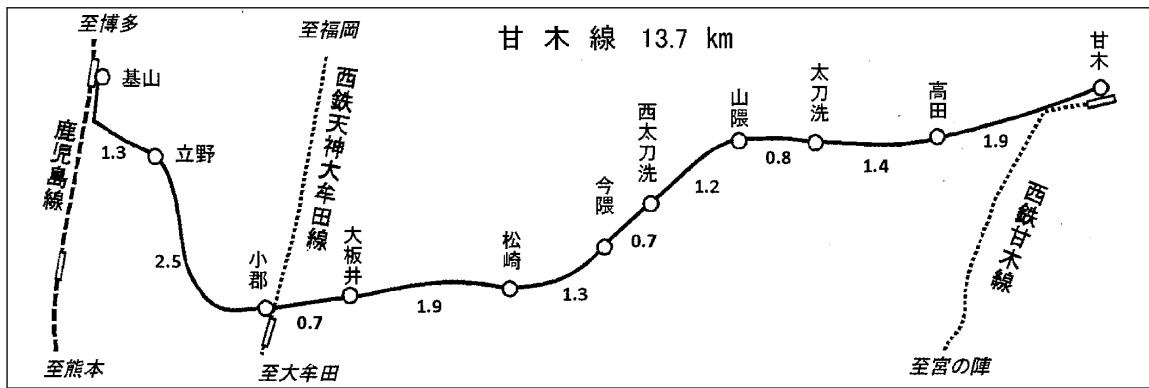 甘木線 13.7 km
至博多
基山
鹿児島線
至熊本
1.3
立野
2.5
至福岡
西鉄天神大牟田線
小郡
至大牟田
0.7
大板井
1.9
松崎
1.3
今隈
0.7
西太刀洗
1.2
山隈
0.8
太刀洗
1.4
高田
1.9
甘木
西鉄甘木線
至宮の陣